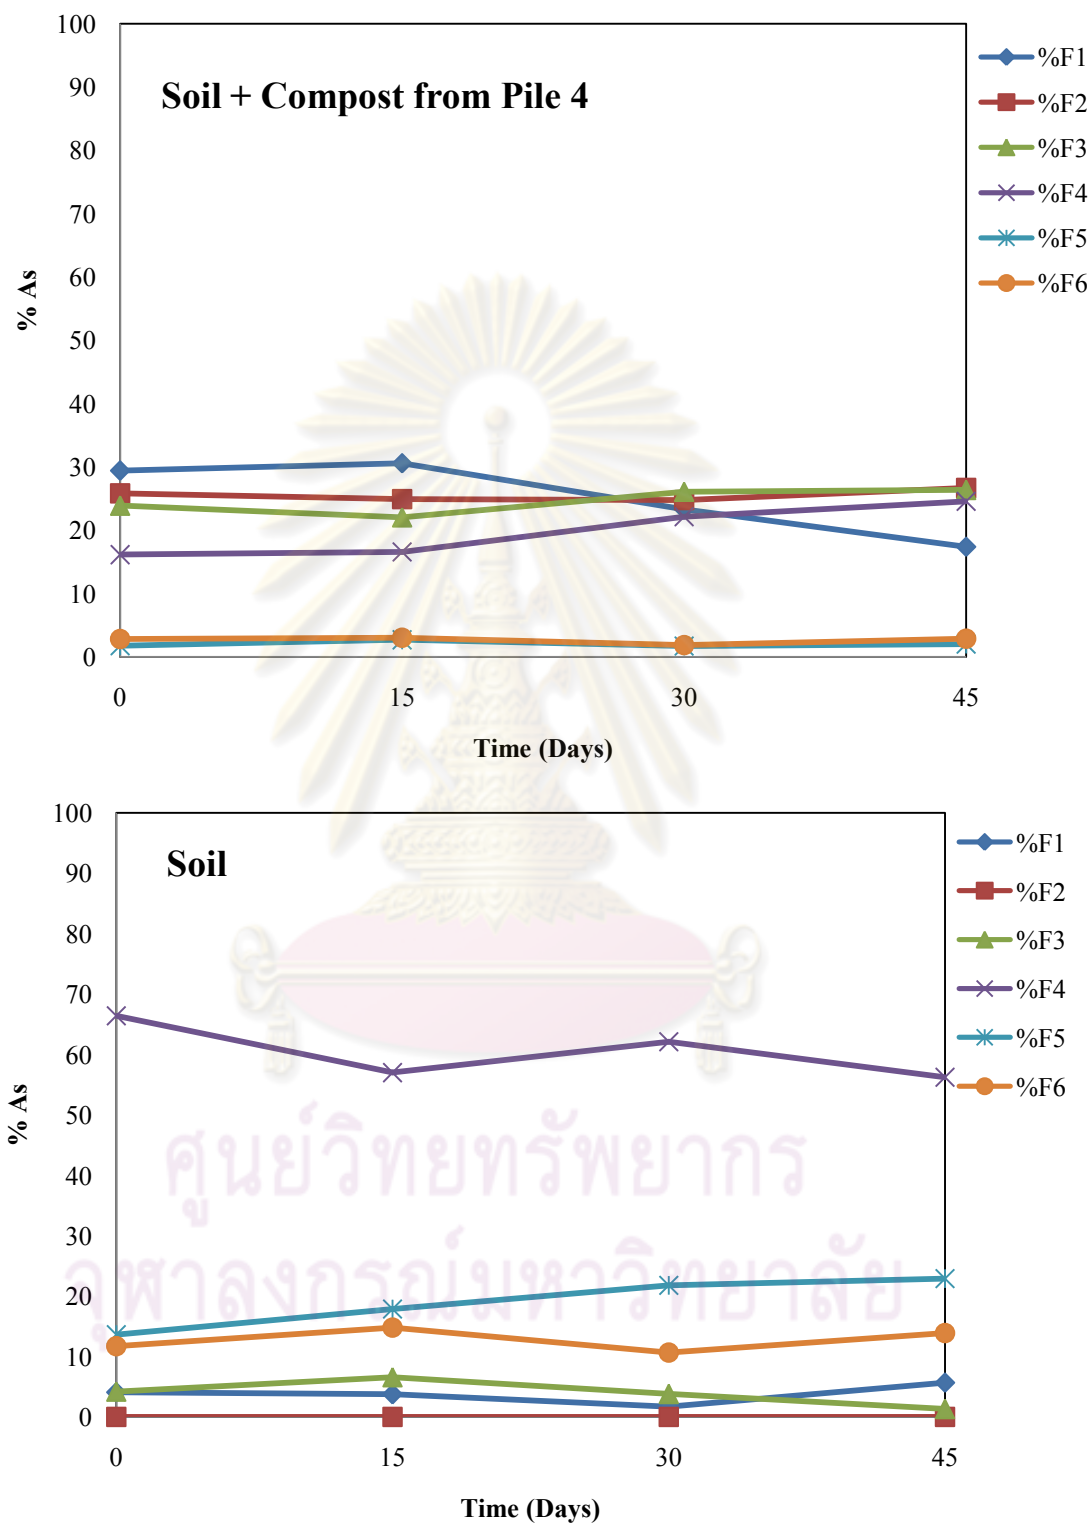 Soil + Compost from Pile 4
100
90
80
70
60
50
40
30
20
10
0
% As
0 15 30 45
Time (Days)
%F1
%F2
%F3
%F4
%F5
%F6
Soil
100
90
80
70
60
50
40
30
20
10
0
% As
0 15 30 45
Time (Days)
%F1
%F2
%F3
%F4
%F5
%F6
ศูนย์วิทยทรัพยากร
จุฬาลงกรณ์มหาวิทยาลัย